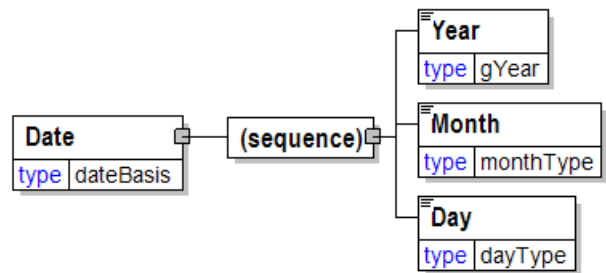 Year
type gYear
Date
type dateBasis
(sequence)
Month
type monthType
Day
type dayType